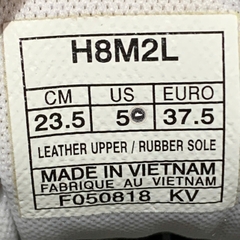 H8M2L
CM US EURO
23.5 5 37.5
LEATHER UPPER / RUBBER SOLE
MADE IN VIETNAM
FABRIQUE AU VIETNAM
F050818 KV